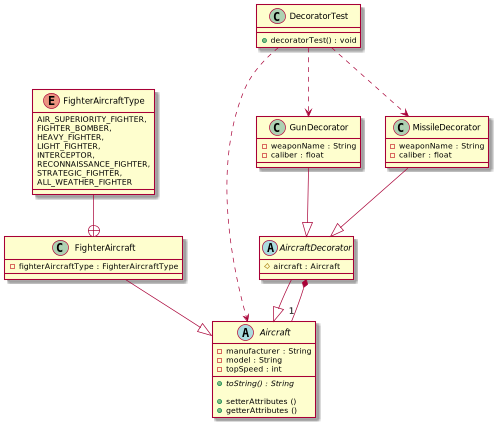 C DecoratorTest
decoratorTest() : void
E FighterAircraftType
AIR_SUPERIORITY_FIGHTER,
FIGHTER_BOMBER,
HEAVY_FIGHTER,
LIGHT_FIGHTER,
INTERCEPTOR,
RECONNAISSANCE_FIGHTER,
STRATEGIC_FIGHTER,
ALL_WEATHER_FIGHTER
C GunDecorator
weaponName : String
caliber : float
C MissileDecorator
weaponName : String
caliber : float
C FighterAircraft
fighterAircraftType : FighterAircraftType
A AircraftDecorator
aircraft : Aircraft
1
A Aircraft
manufacturer : String
model : String
topSpeed : int
toString() : String
setterAttributes ()
getterAttributes ()